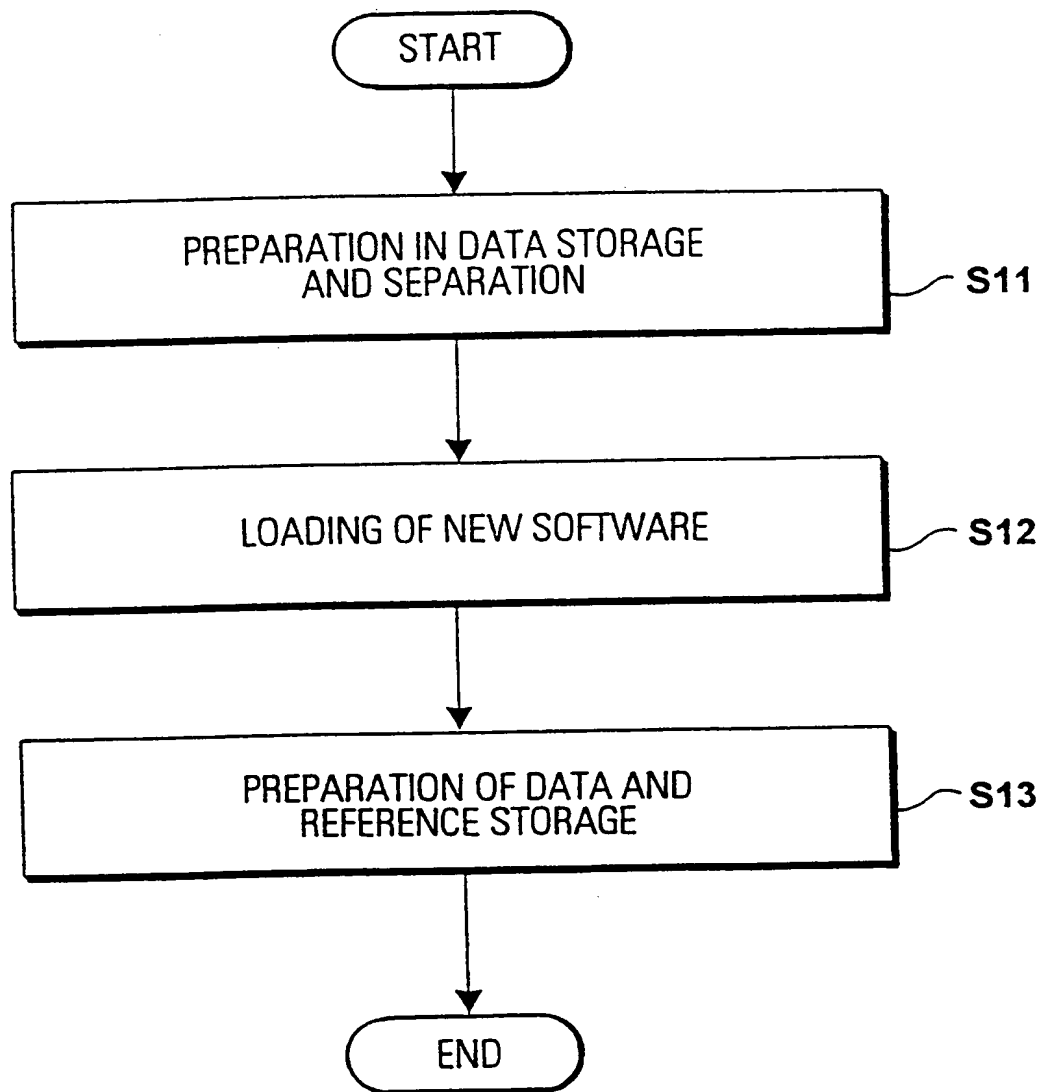 START
PREPARATION IN DATA STORAGE
AND SEPARATION
S11
LOADING OF NEW SOFTWARE
S12
PREPARATION OF DATA AND
REFERENCE STORAGE
S13
END